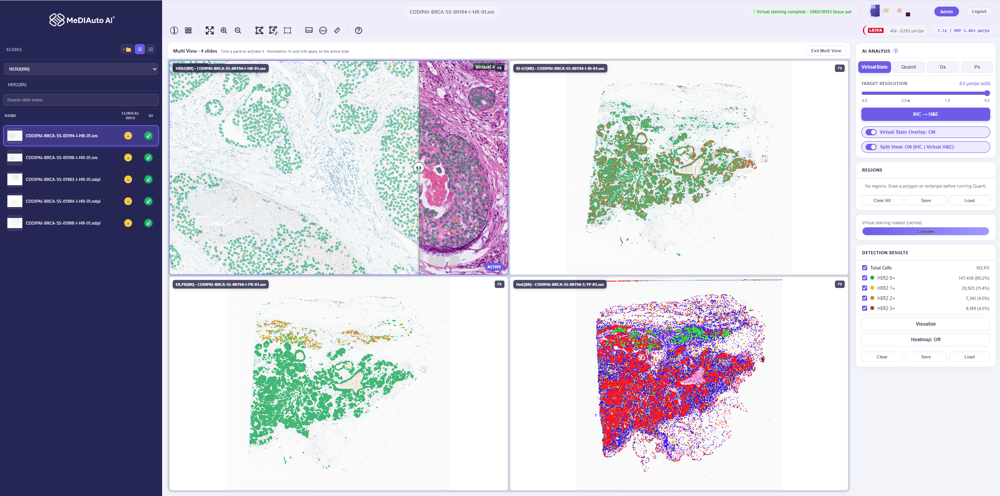 MeDIAuto AI®
SLIDES
HER2(BR)
HER2(BR)
Search slide name
NAME
CLINICAL INFO
AI
CODIPAI-BRCA-SS-00194-I-HR-01.svs
CODIPAI-BRCA-SS-00198-I-HR-01.svs
CODIPAI-BRCA-SS-01983-I-HR-01.ndpi
CODIPAI-BRCA-SS-01984-I-HR-01.ndpi
CODIPAI-BRCA-SS-01988-I-HR-01.ndpi
CODIPAI-BRCA-SS-00194-I-HR-01.svs
Virtual staining complete - 5960/18193 tissue pat
Admin
Logout
LEICA
40x · 0.263 µm/px
7.1x | MPP 1.403 µm/px
Multi View · 4 slides
Click a pane to activate it · Annotation, AI and Info apply to the active slide
Exit Multi View
HER2(BR) · CODIPAI-BRCA-SS-00194-I-HR-01.svs
Virtual H
Fit
ACTIVE
KI-67(BR) · CODIPAI-BRCA-SS-00194-I-KI-01.svs
Fit
ER,PR(BR) · CODIPAI-BRCA-SS-00194-I-PR-01.svs
Fit
HnE(BR) · CODIPAI-BRCA-SS-00194-S-TP-01.svs
Fit
AI ANALYSIS ?
VirtualStain
Quanti
Dx
Px
TARGET RESOLUTION
0.5 µm/px (x20)
4.0
2.0★
1.0
0.5
IHC → H&E
Virtual Stain Overlay: ON
Split View: ON (IHC | Virtual H&E)
REGIONS
No regions. Draw a polygon or rectangle before running Quanti.
Clear All
Save
Load
Virtual staining loaded (cached)
Complete
DETECTION RESULTS
Total Cells 183,911
HER2 0+ 147,436 (80.2%)
HER2 1+ 20,925 (11.4%)
HER2 2+ 7,361 (4.0%)
HER2 3+ 8,189 (4.5%)
Visualize
Heatmap: Off
Clear
Save
Load